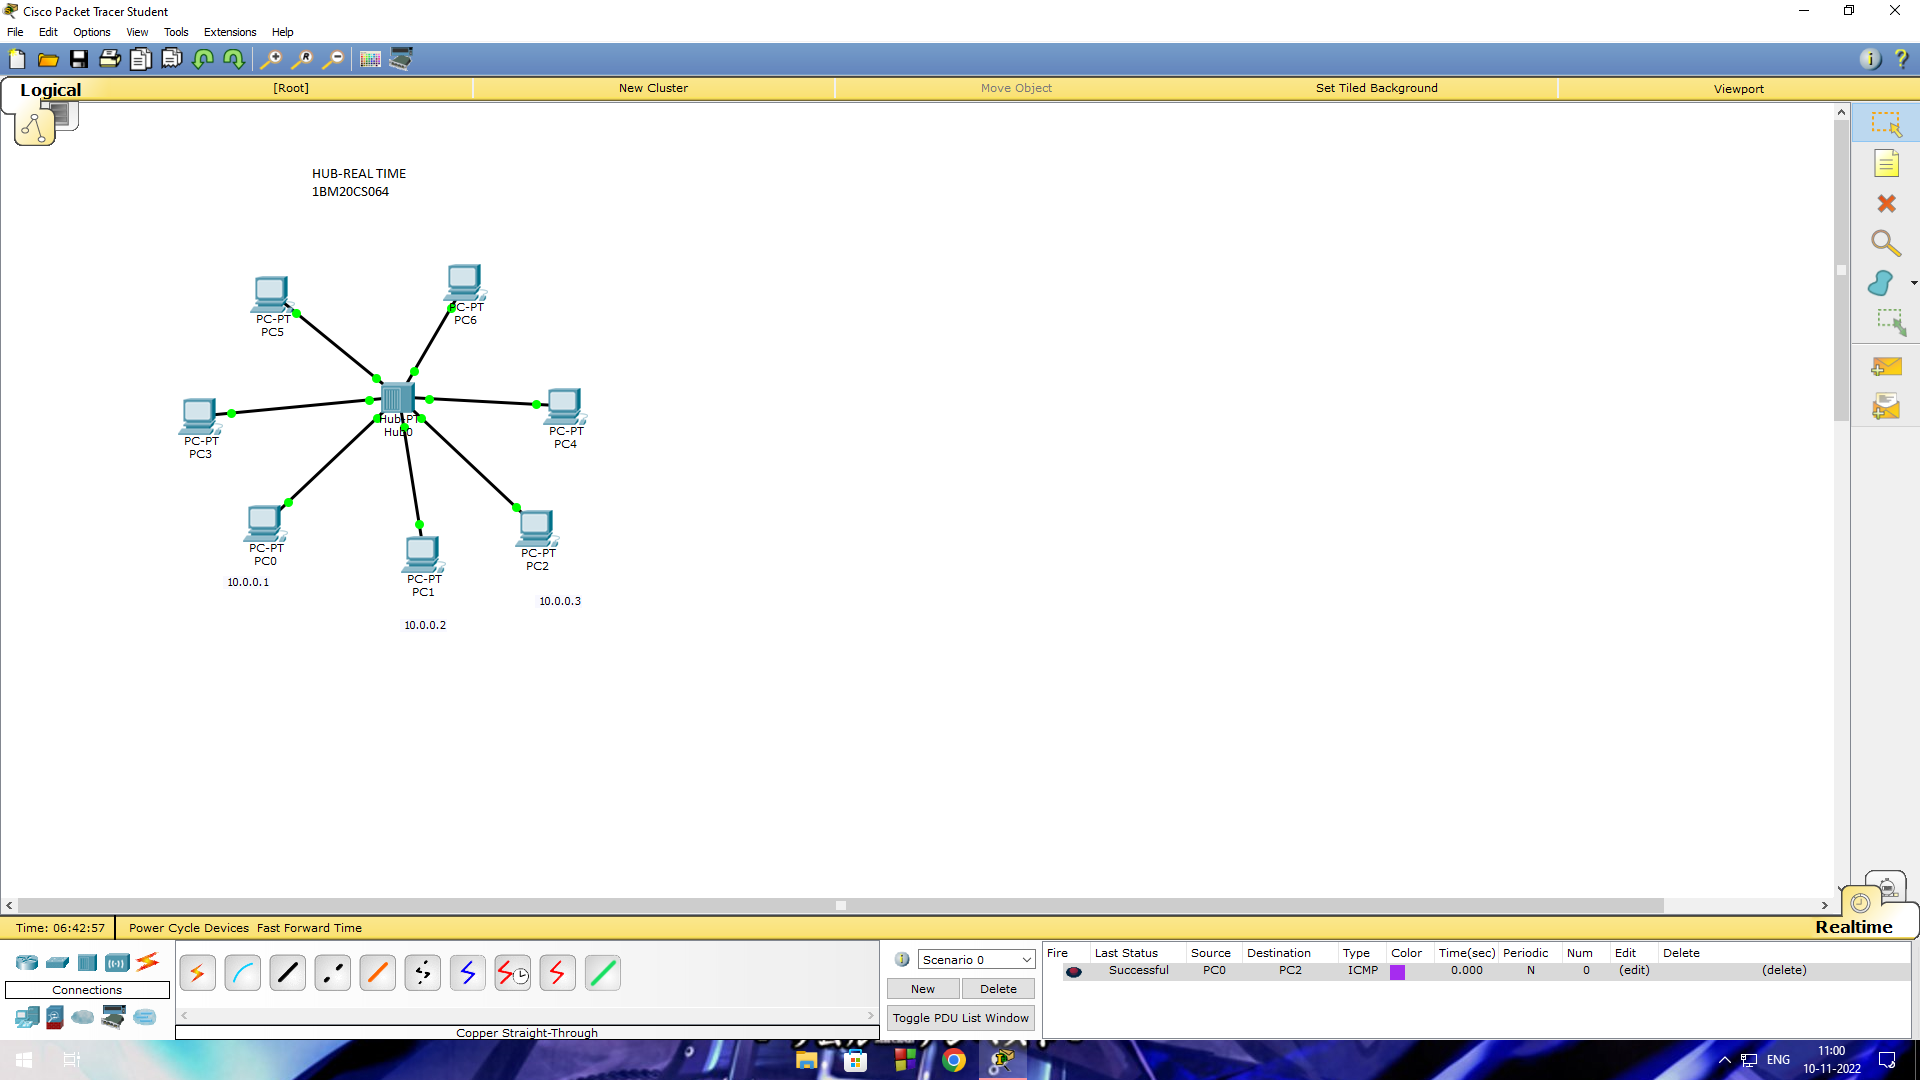 Cisco Packet Tracer Student
File Edit Options View Tools Extensions Help
Logical [Root] New Cluster Move Object Set Tiled Background Viewport
HUB-REAL TIME
1BM20CS064
PC-PT
PC5
PC-PT
PC6
PC-PT
PC3
Hub-PT
Hub0
PC-PT
PC4
PC-PT
PC0
10.0.0.1
PC-PT
PC1
10.0.0.2
PC-PT
PC2
10.0.0.3
Time: 06:42:57 Power Cycle Devices Fast Forward Time
Realtime
Connections
Copper Straight-Through
Scenario 0
New Delete
Toggle PDU List Window
Fire Last Status Source Destination Type Color Time(sec) Periodic Num Edit Delete
Successful PC0 PC2 ICMP 0.000 N 0 (edit) (delete)
ENG
11:00
10-11-2022